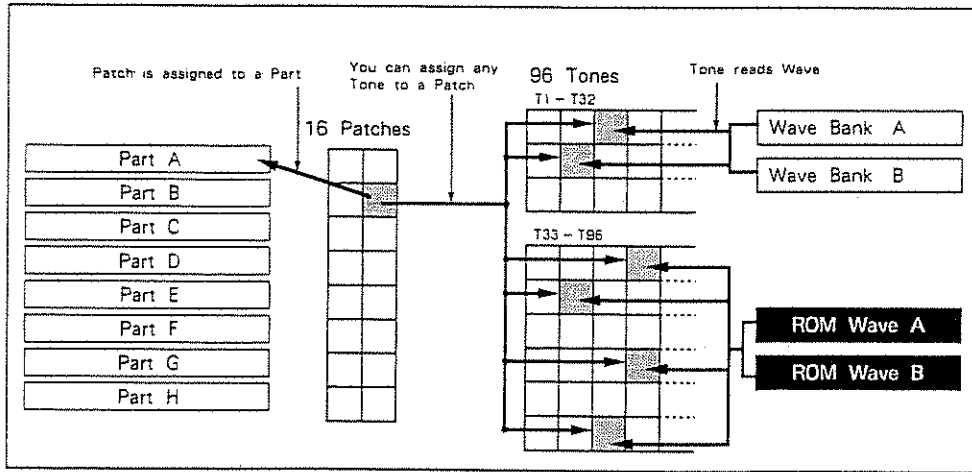 Patch is assigned to a Part
You can assign any
Tone to a Patch
96 Tones
Tone reads Wave
T1 – T32
16 Patches
Part A
Part B
Part C
Part D
Part E
Part F
Part G
Part H
Wave Bank A
Wave Bank B
T33 – T96
ROM Wave A
ROM Wave B